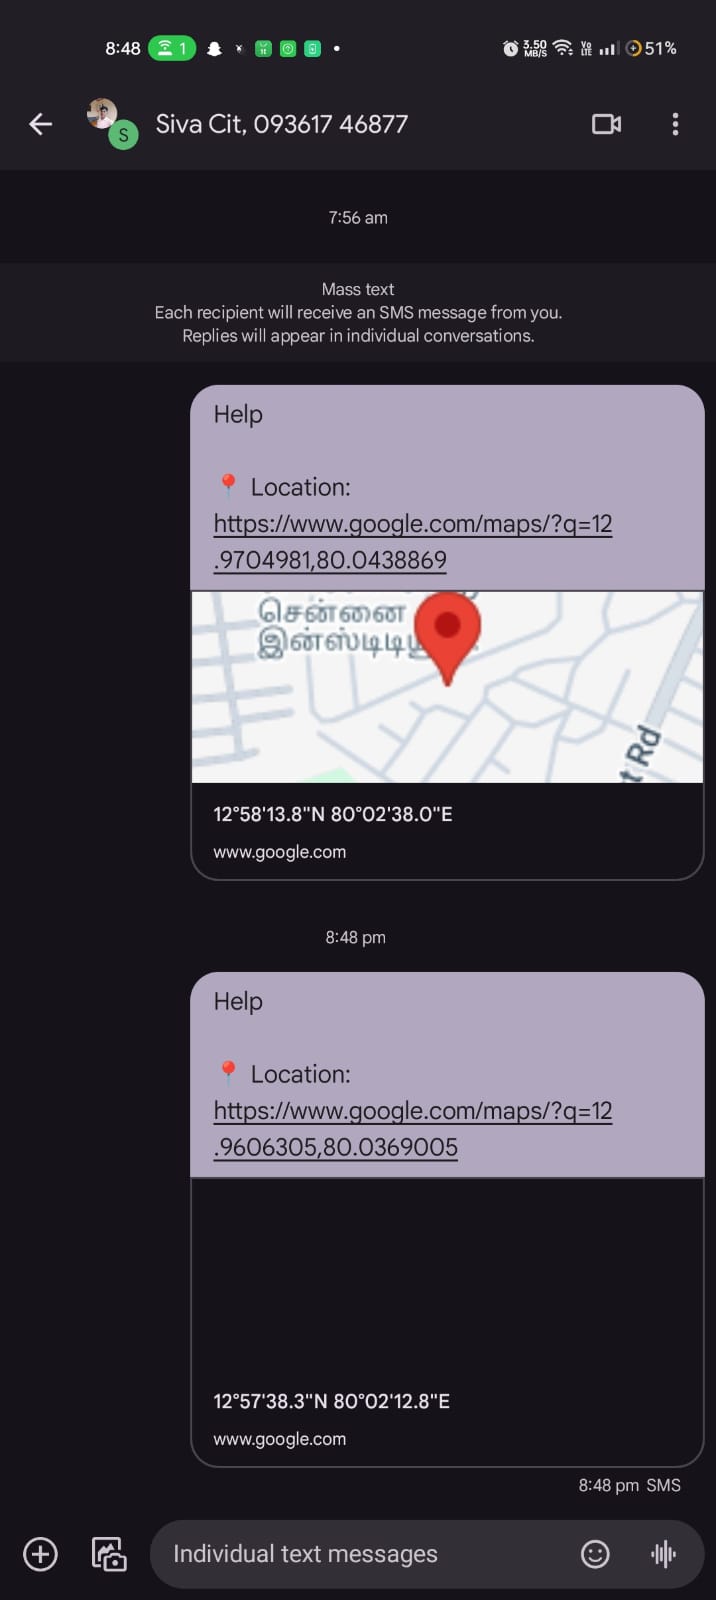 8:48 1 3.50 MB/S Vo LTE 51%
S Siva Cit, 093617 46877
7:56 am
Mass text
Each recipient will receive an SMS message from you.
Replies will appear in individual conversations.
Help
📍 Location:
https://www.google.com/maps/?q=12
.9704981,80.0438869
சென்னை
t Rd
12°58'13.8"N 80°02'38.0"E
www.google.com
8:48 pm
Help
📍 Location:
https://www.google.com/maps/?q=12
.9606305,80.0369005
12°57'38.3"N 80°02'12.8"E
www.google.com
8:48 pm SMS
Individual text messages